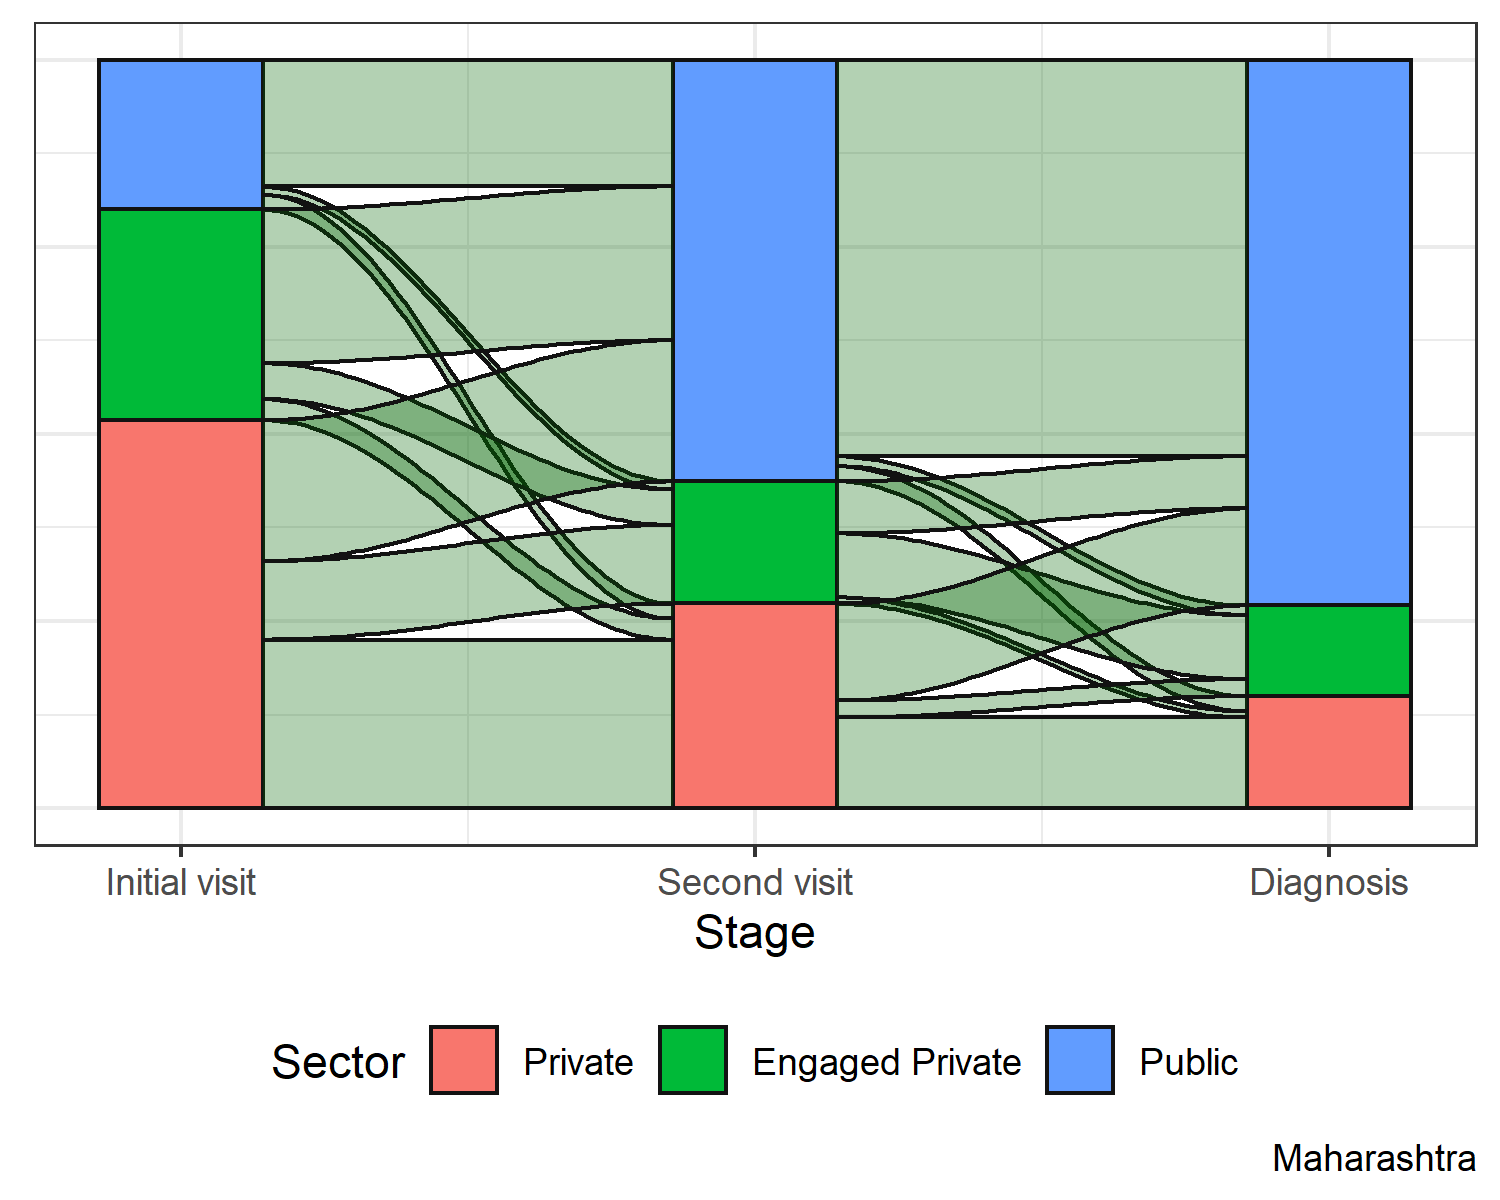 Initial visit Second visit Diagnosis
Stage
Sector Private Engaged Private Public
Maharashtra